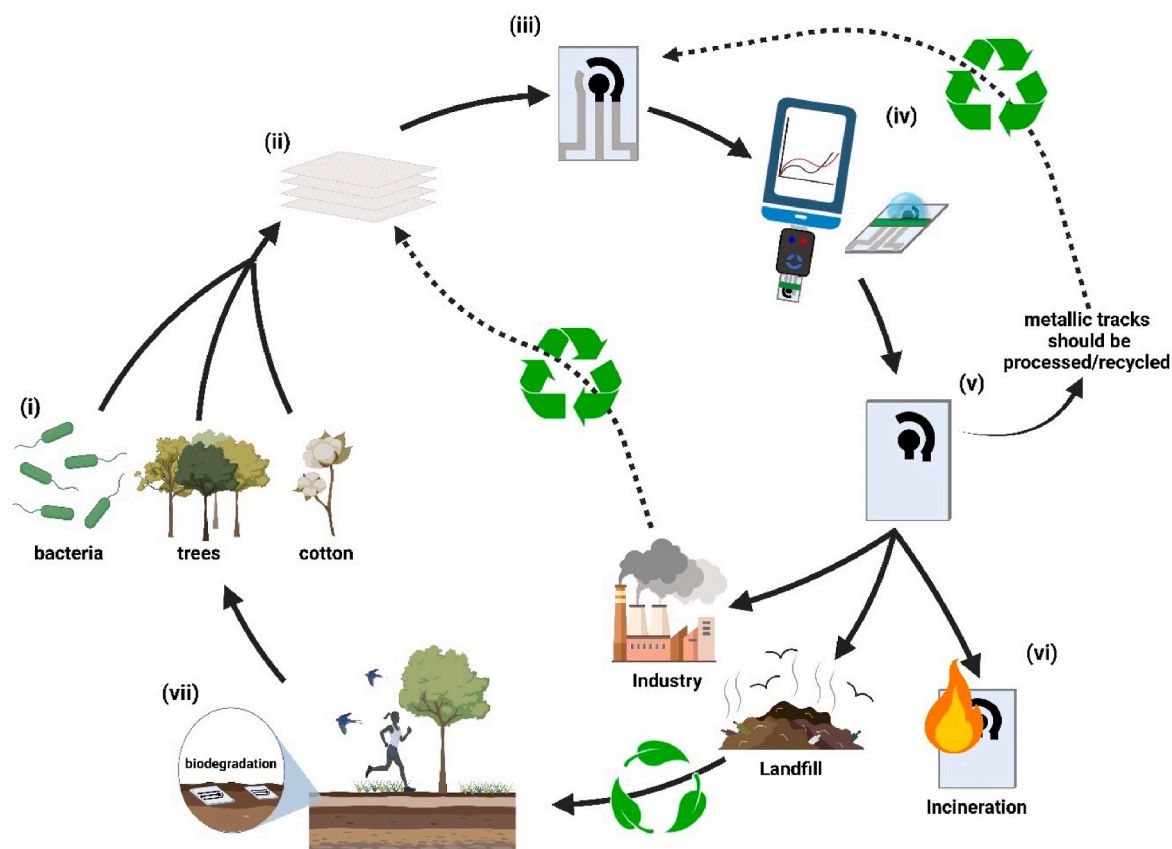 (iii)
(iv)
(ii)
metallic tracks
should be
processed/recycled
(v)
(i)
bacteria
trees
cotton
(vi)
Industry
(vii)
Landfill
biodegradation
Incineration